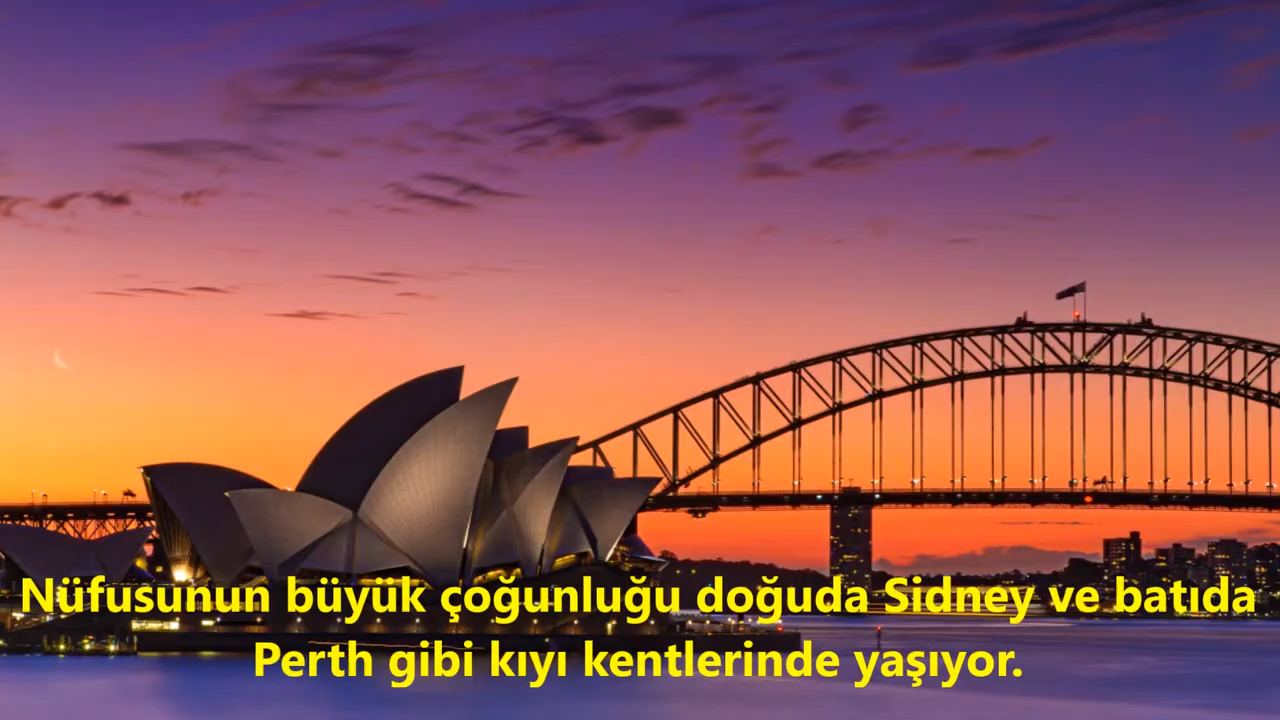 Nüfusunun büyük çoğunluğu doğuda Sidney ve batıda
Perth gibi kıyı kentlerinde yaşıyor.